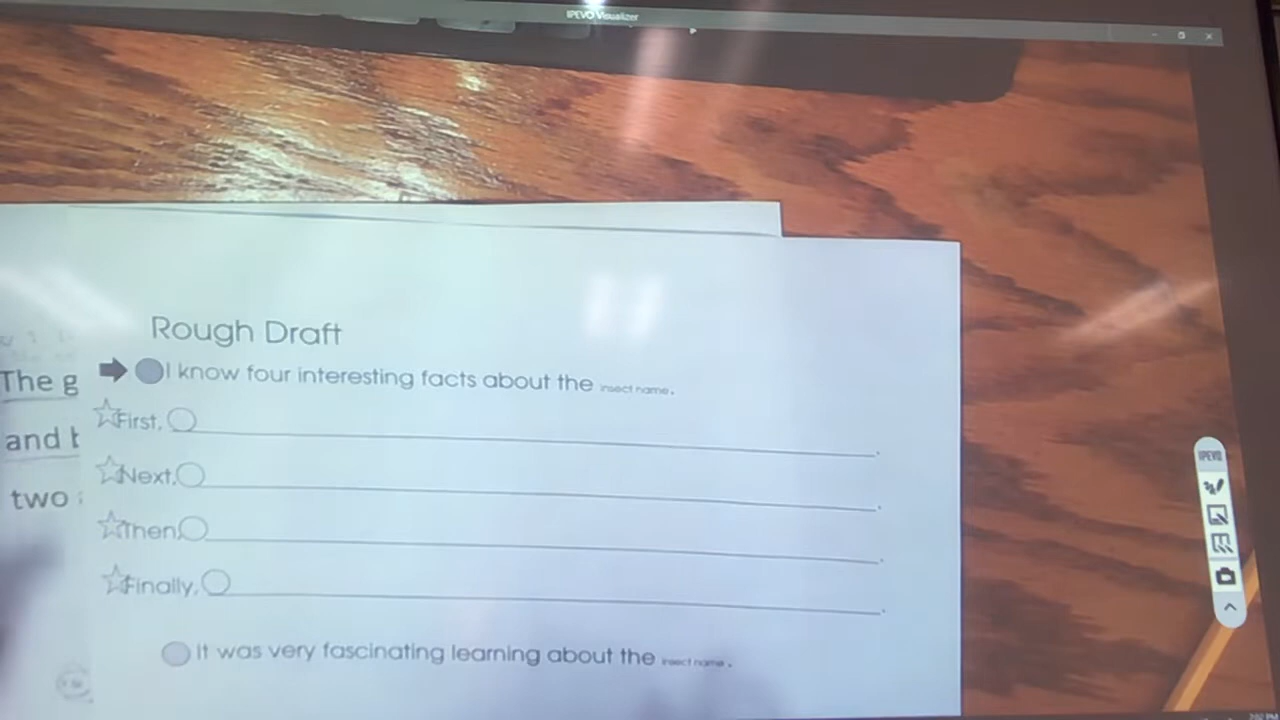 IPEVO Visualizer
Rough Draft
I know four interesting facts about the insect name.
The g
First,
and b
Next,
two
Then,
Finally,
It was very fascinating learning about the insect name.
IPEVO